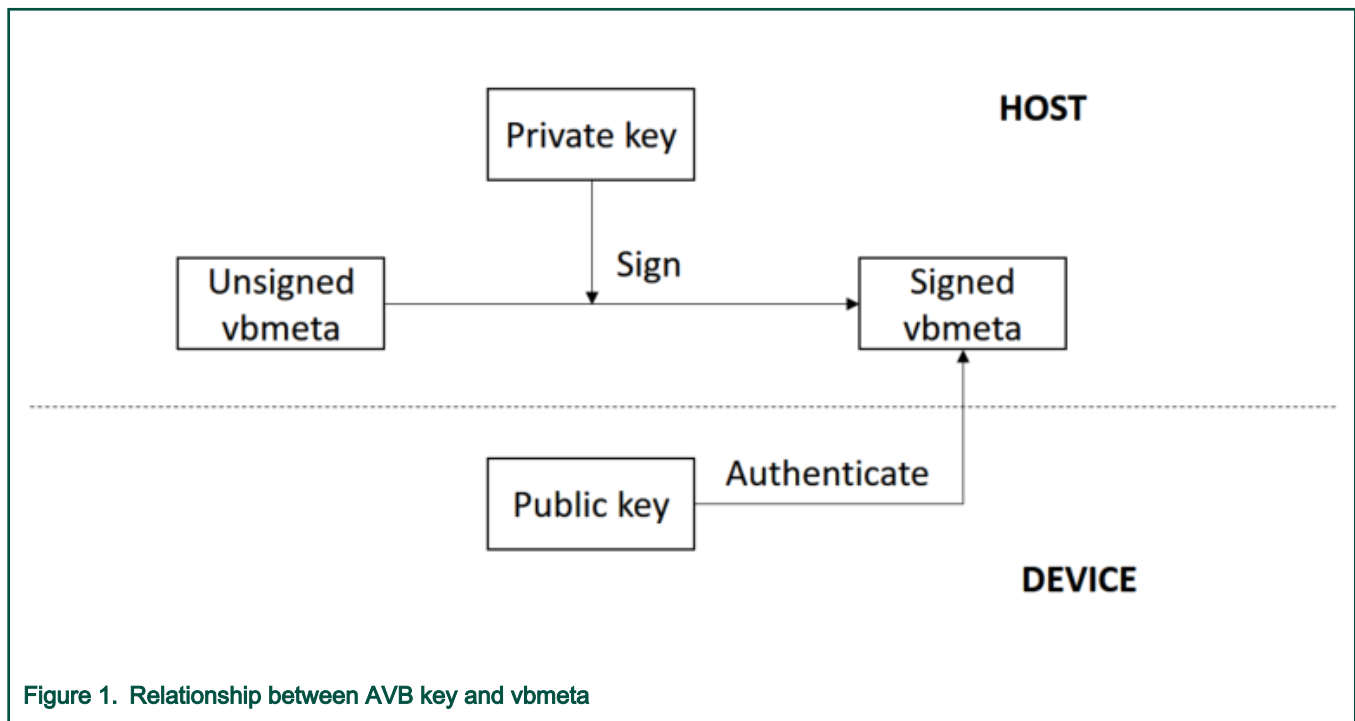 HOST
Private key
Sign
Unsigned
vbmeta
Signed
vbmeta
Authenticate
Public key
DEVICE
Figure 1. Relationship between AVB key and vbmeta